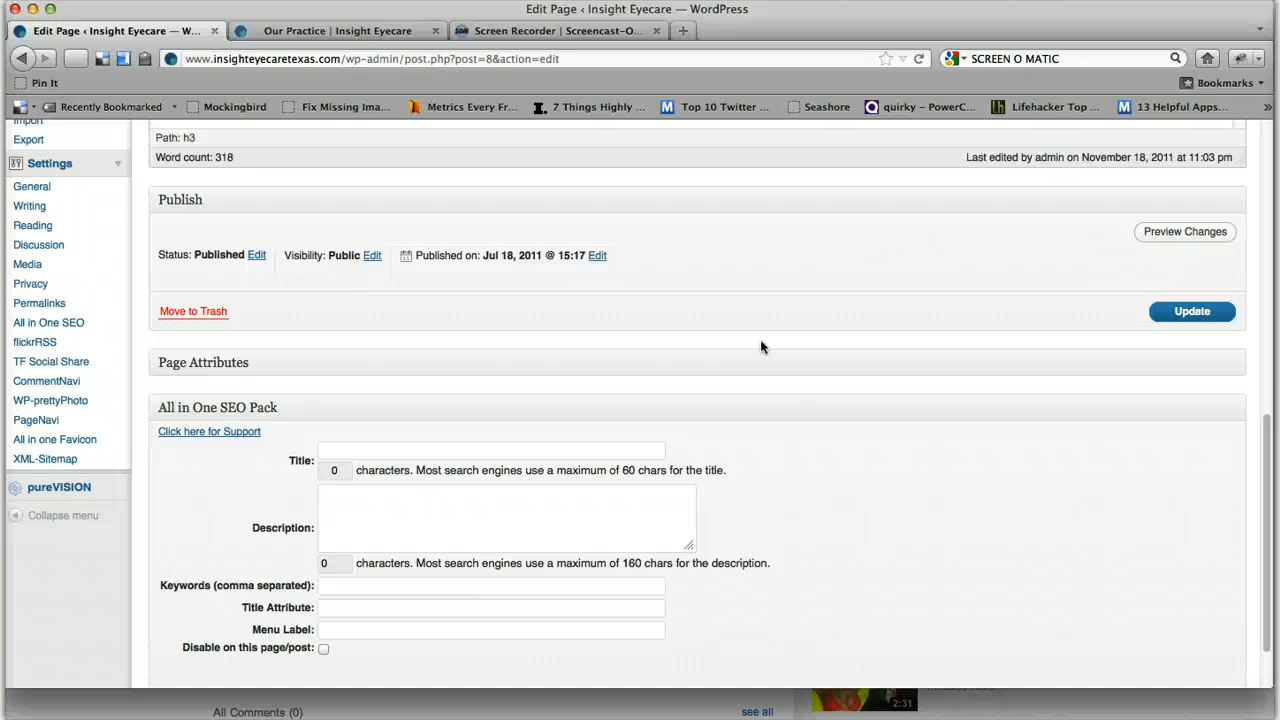 Edit Page ‹ Insight Eyecare — WordPress
Edit Page ‹ Insight Eyecare — W...
Our Practice | Insight Eyecare
Screen Recorder | Screencast-O...
www.insighteyecaretexas.com/wp-admin/post.php?post=8&action=edit
SCREEN O MATIC
Pin It
Bookmarks
Recently Bookmarked
Mockingbird
Fix Missing Ima...
Metrics Every Fr...
7 Things Highly ...
Top 10 Twitter ...
Seashore
quirky – PowerC...
Lifehacker Top ...
13 Helpful Apps...
Import
Export
Settings
General
Writing
Reading
Discussion
Media
Privacy
Permalinks
All in One SEO
flickrRSS
TF Social Share
CommentNavi
WP-prettyPhoto
PageNavi
All in one Favicon
XML-Sitemap
pureVISION
Collapse menu
Path: h3
Word count: 318
Last edited by admin on November 18, 2011 at 11:03 pm
Publish
Preview Changes
Status: Published Edit
Visibility: Public Edit
Published on: Jul 18, 2011 @ 15:17 Edit
Move to Trash
Update
Page Attributes
All in One SEO Pack
Click here for Support
Title:
0 characters. Most search engines use a maximum of 60 chars for the title.
Description:
0 characters. Most search engines use a maximum of 160 chars for the description.
Keywords (comma separated):
Title Attribute:
Menu Label:
Disable on this page/post:
All Comments (0)
see all
2:31